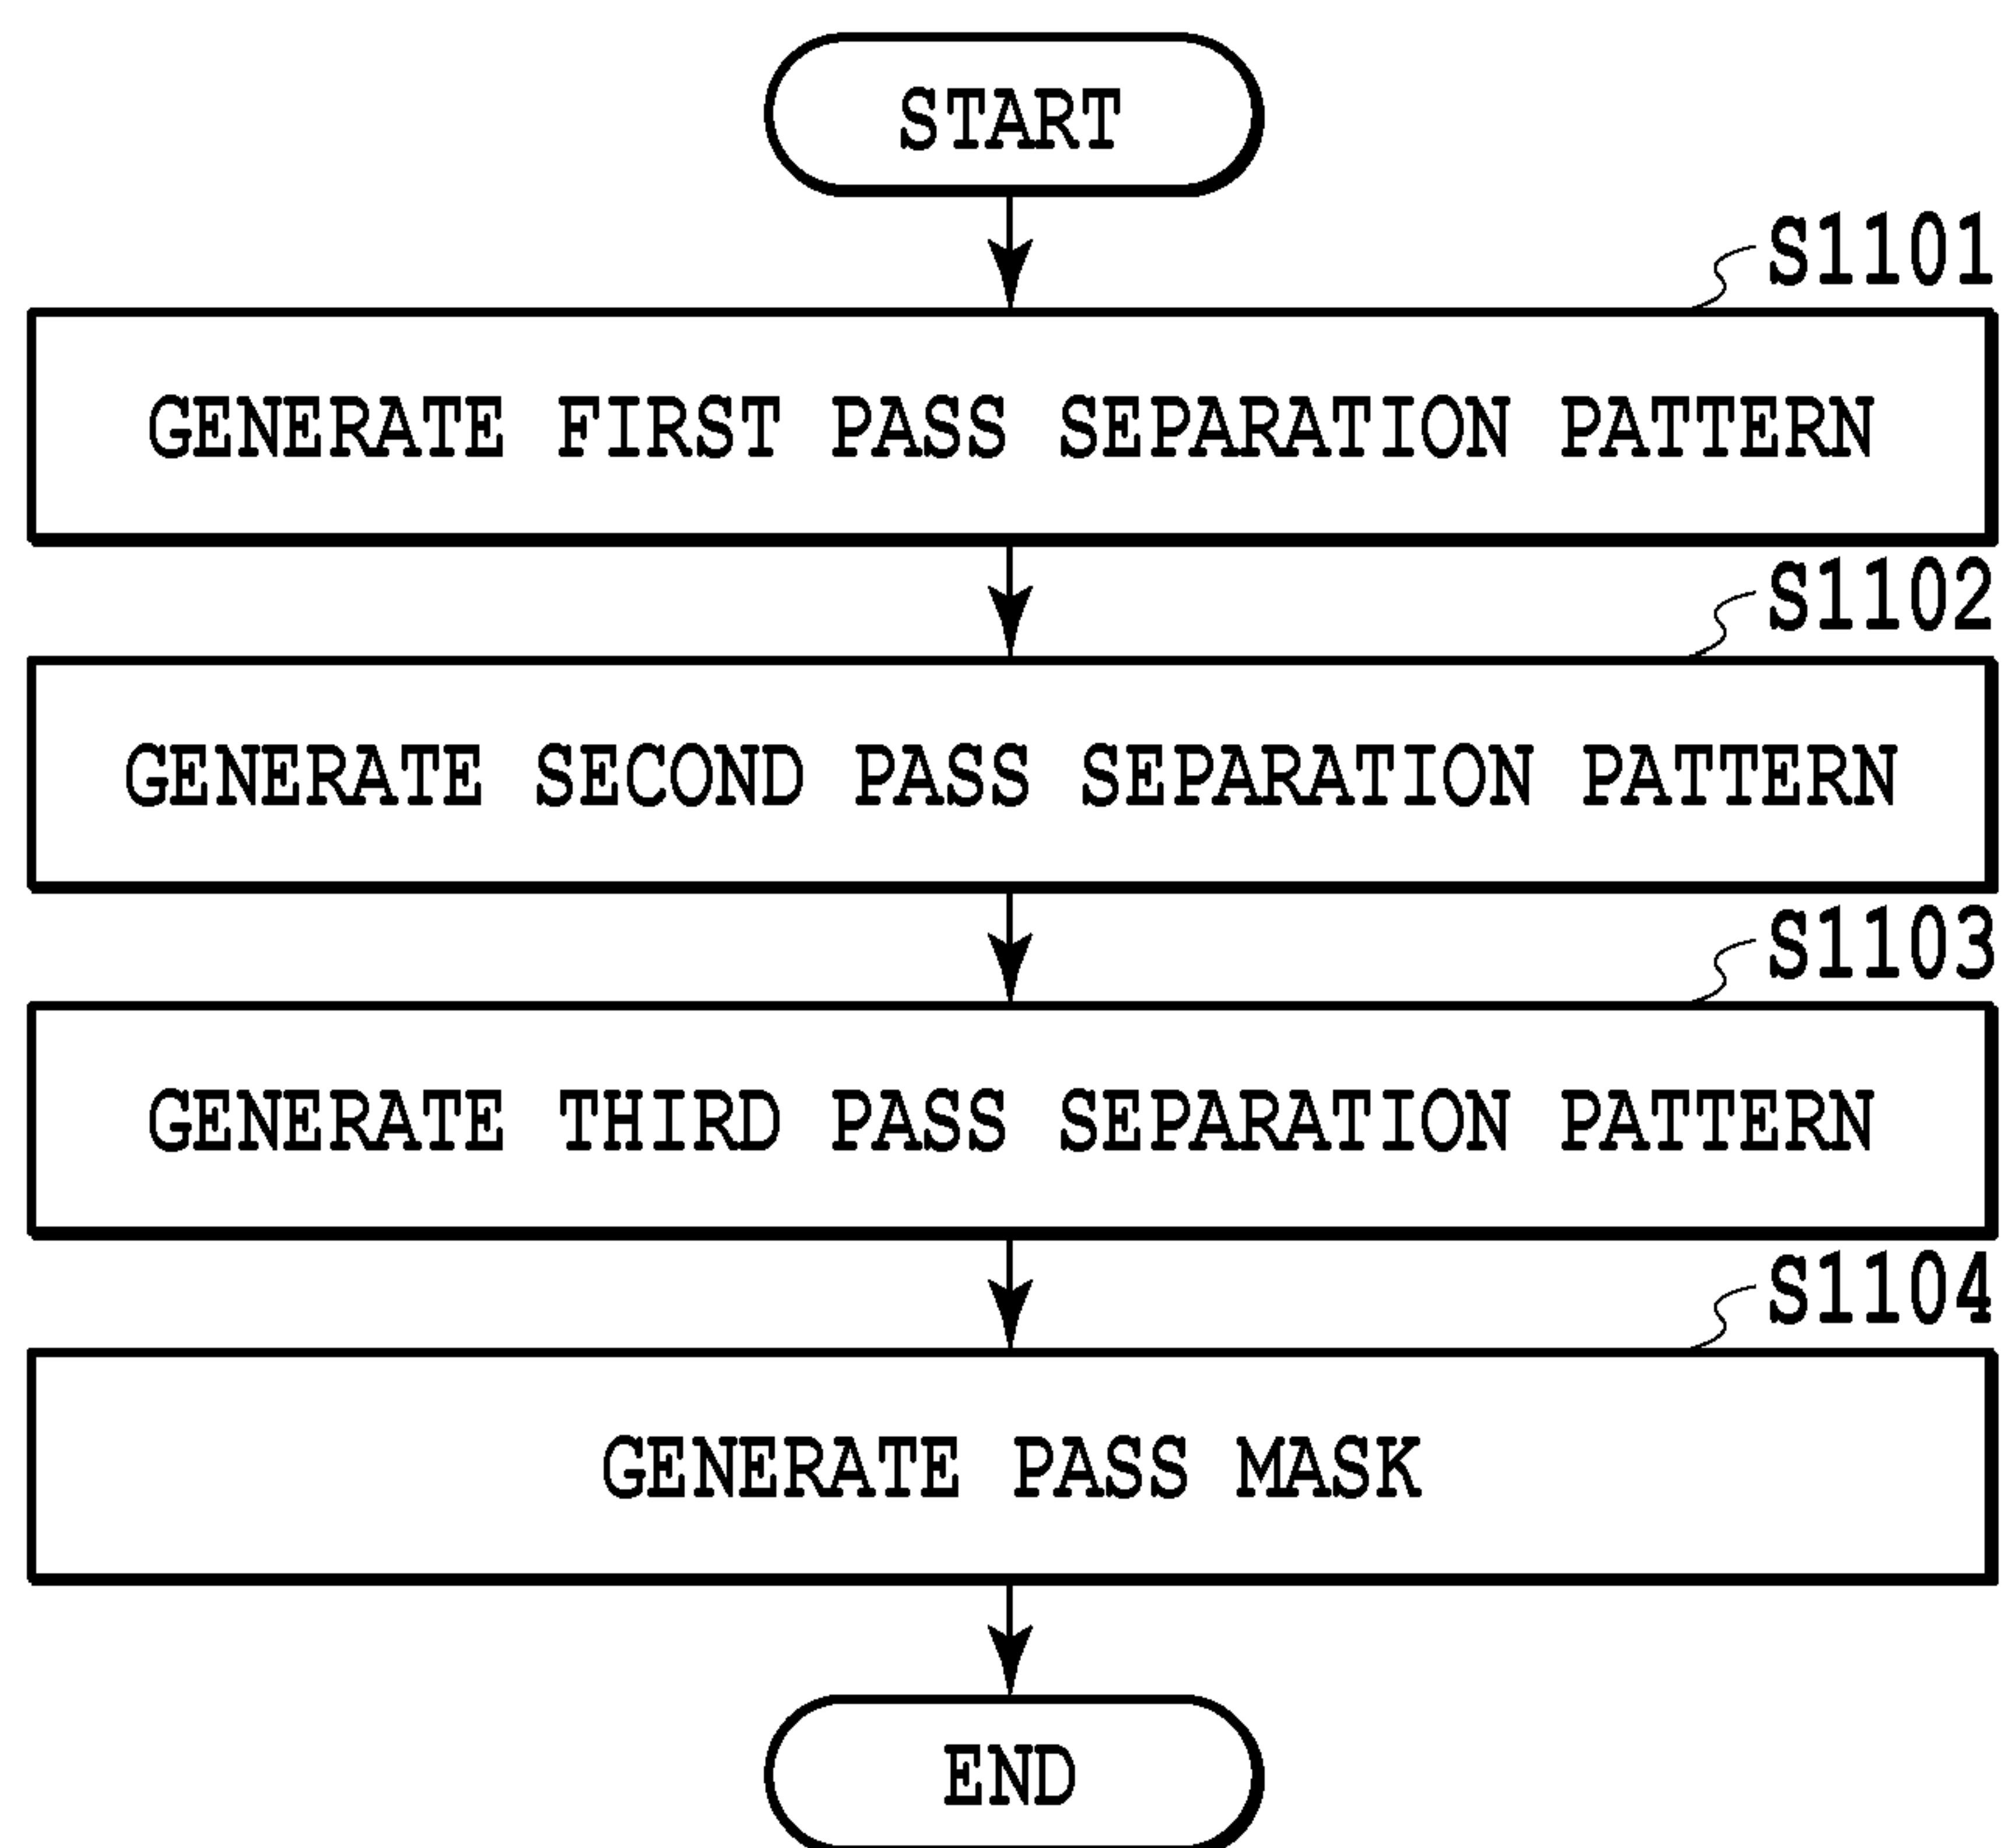 START
S1101
GENERATE FIRST PASS SEPARATION PATTERN
S1102
GENERATE SECOND PASS SEPARATION PATTERN
S1103
GENERATE THIRD PASS SEPARATION PATTERN
S1104
GENERATE PASS MASK
END